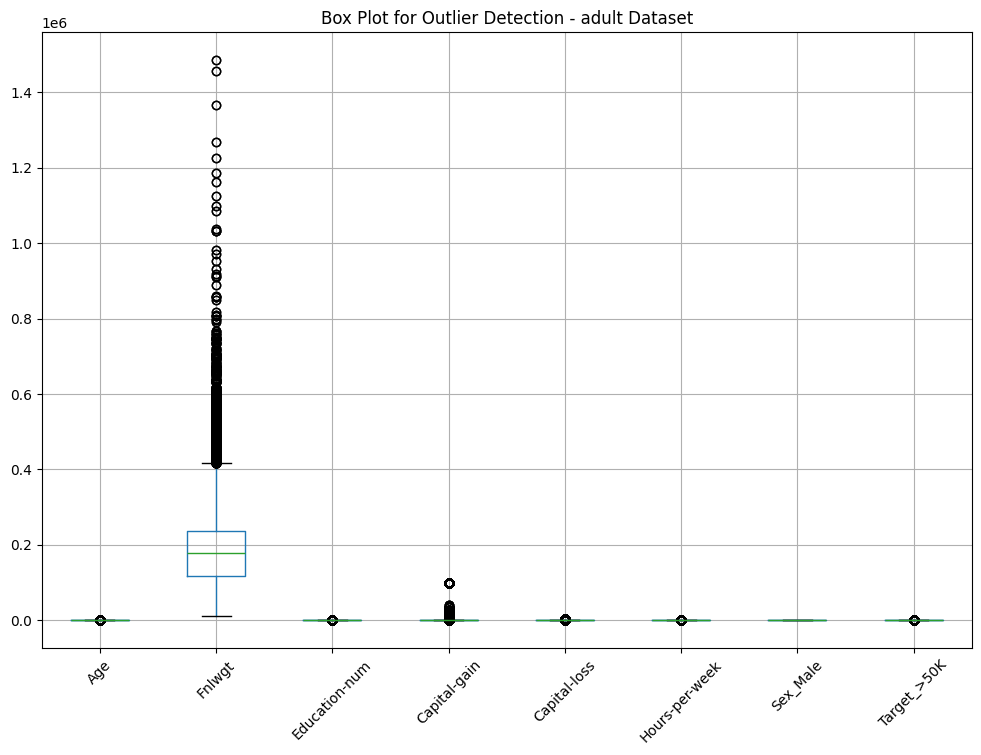 Box Plot for Outlier Detection - adult Dataset
1e6
1.4
1.2
1.0
0.8
0.6
0.4
0.2
0.0
Age
Fnlwgt
Education-num
Capital-gain
Capital-loss
Hours-per-week
Sex_Male
Target_>50K